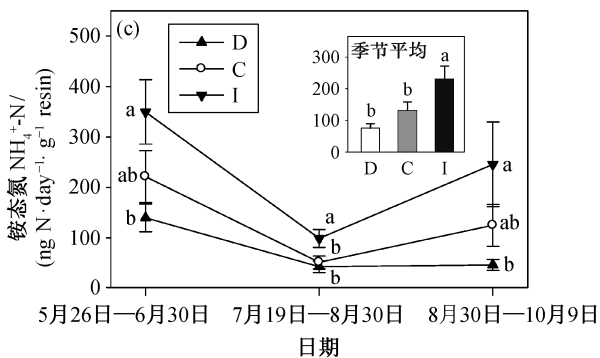 (c)
D
C
I
铵态氮 NH₄⁺-N/
(ng N·day⁻¹·g⁻¹ resin)
500
400
300
200
100
0
季节平均
300
200
100
0
b
b
a
D
C
I
a
ab
b
a
b
b
a
ab
b
5月26日—6月30日
7月19日—8月30日
8月30日—10月9日
日期